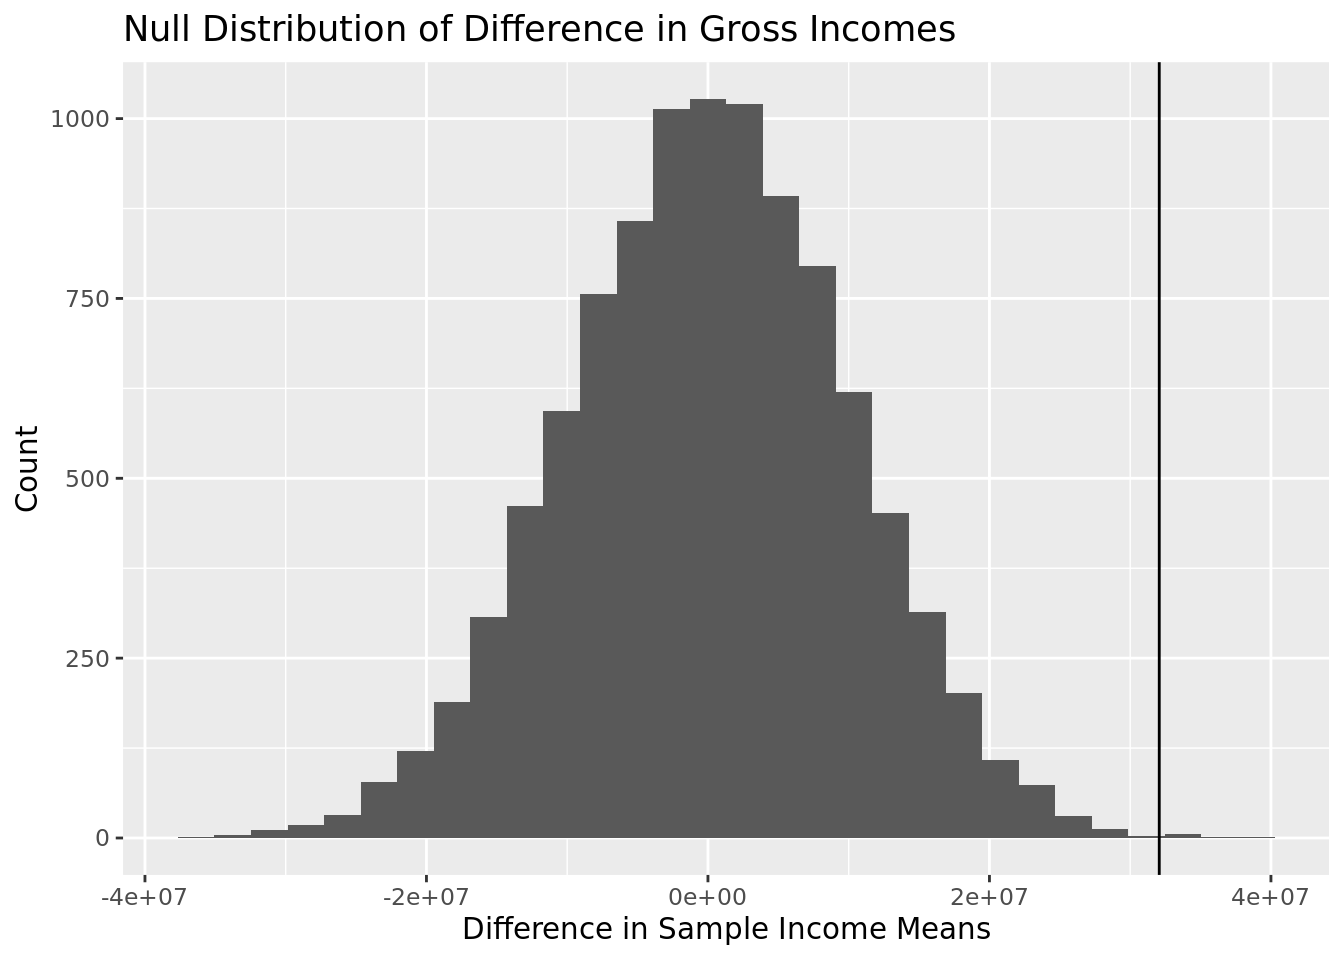 Null Distribution of Difference in Gross Incomes
Count
1000
750
500
250
0
-4e+07 -2e+07 0e+00 2e+07 4e+07
Difference in Sample Income Means